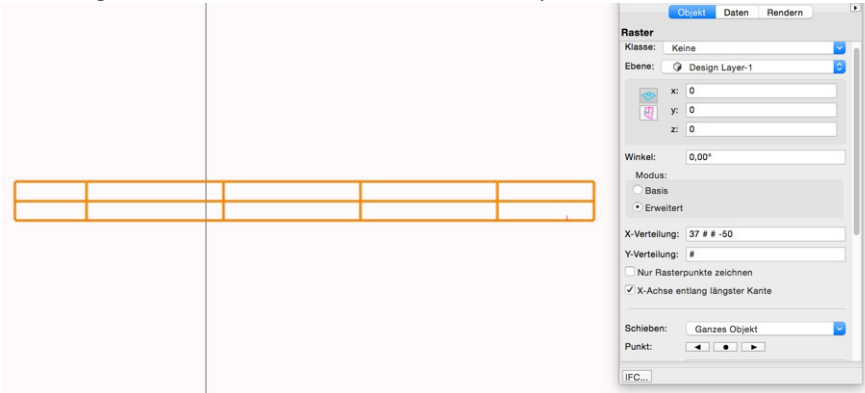 Objekt Daten Rendern
Raster
Klasse: Keine
Ebene: Design Layer-1
x: 0
y: 0
z: 0
Winkel: 0,00°
Modus:
Basis
Erweitert
X-Verteilung: 37 # # -50
Y-Verteilung: #
Nur Rasterpunkte zeichnen
X-Achse entlang längster Kante
Schieben: Ganzes Objekt
Punkt:
IFC...